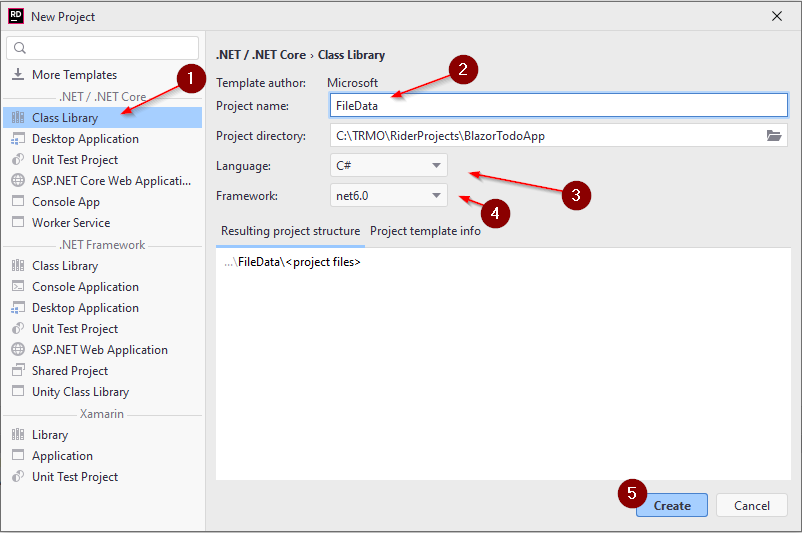 RD New Project
More Templates
.NET / .NET Core
Class Library
Desktop Application
Unit Test Project
ASP.NET Core Web Applicati...
Console App
Worker Service
.NET Framework
Class Library
Console Application
Desktop Application
Unit Test Project
ASP.NET Web Application
Shared Project
Unity Class Library
Xamarin
Library
Application
Unit Test Project
1
.NET / .NET Core › Class Library
Template author: Microsoft
2
Project name: FileData
Project directory: C:\TRMO\RiderProjects\BlazorTodoApp
Language: C#
3
Framework: net6.0
4
Resulting project structure Project template info
...\FileData\<project files>
5
Create Cancel